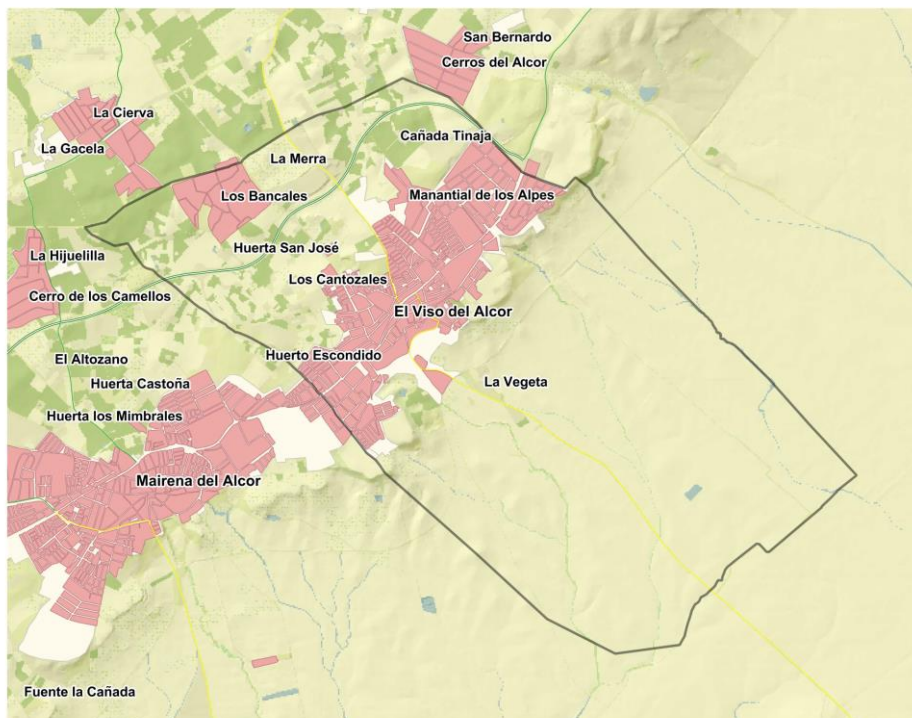 San Bernardo
Cerros del Alcor
La Cierva
Cañada Tinaja
La Gacela
La Merra
Los Bancales
Manantial de los Alpes
Huerta San José
La Hijuelilla
Los Cantozales
Cerro de los Camellos
El Viso del Alcor
Huerto Escondido
El Altozano
Huerta Castoña
La Vegeta
Huerta los Mimbrales
Mairena del Alcor
Fuente la Cañada